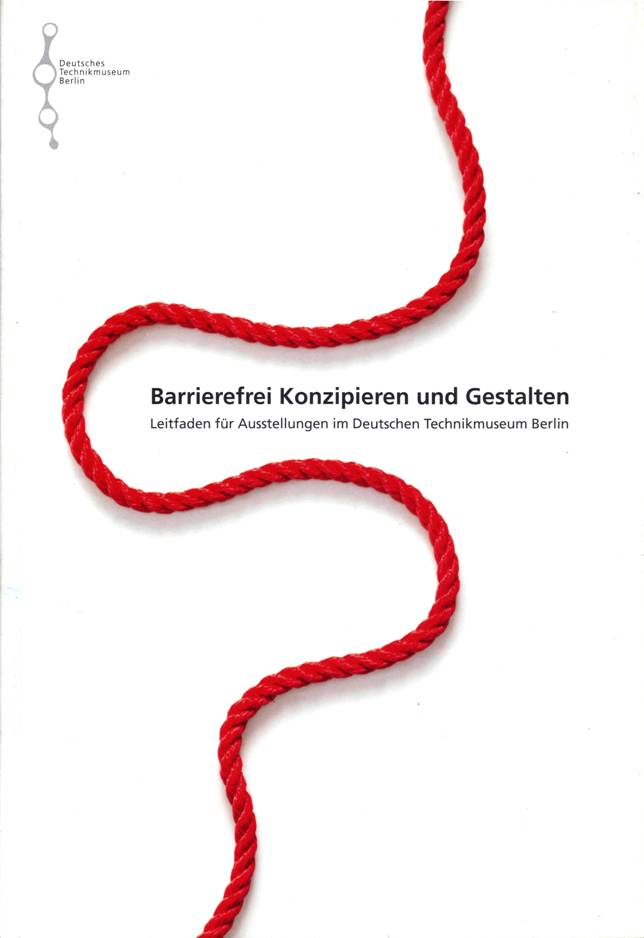 Deutsches
Technikmuseum
Berlin
Barrierefrei Konzipieren und Gestalten
Leitfaden für Ausstellungen im Deutschen Technikmuseum Berlin